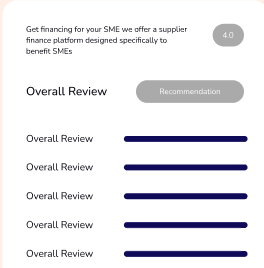 Get financing for your SME we offer a supplier
finance platform designed specifically to
benefit SMEs
4.0
Overall Review
Recommendation
Overall Review
Overall Review
Overall Review
Overall Review
Overall Review